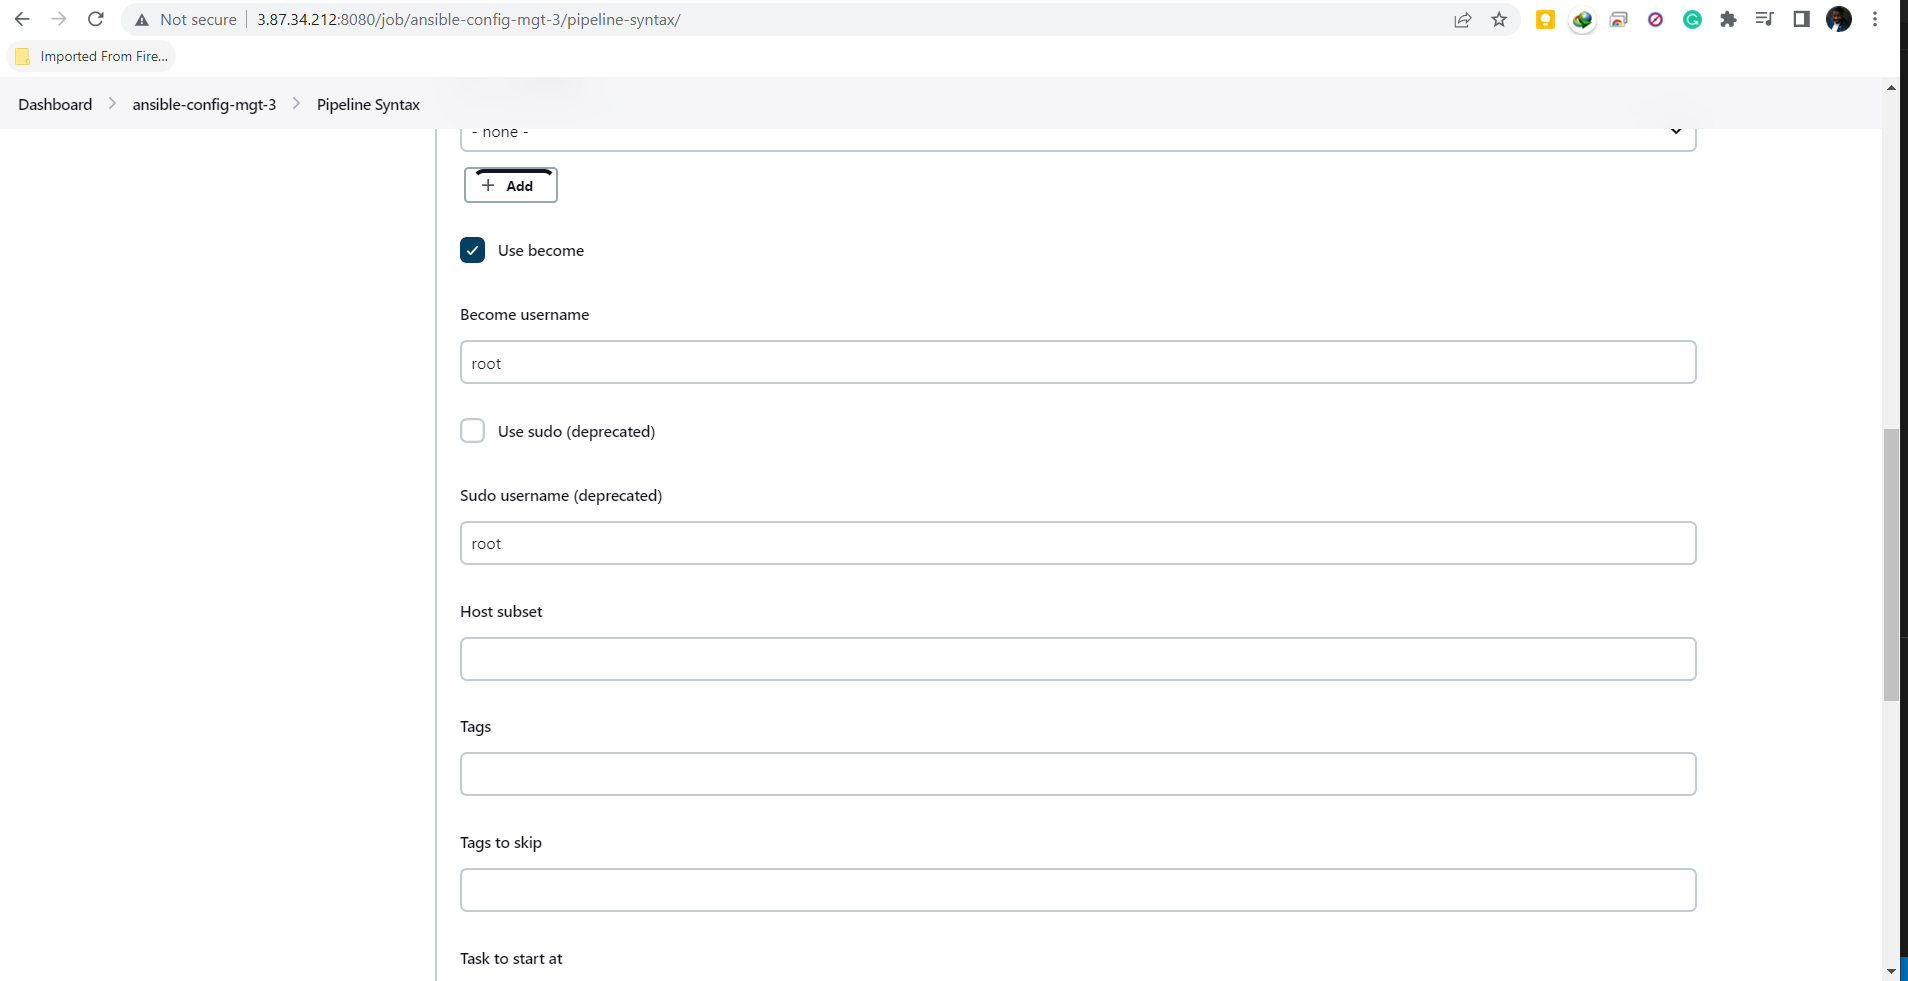 Not secure
3.87.34.212:8080/job/ansible-config-mgt-3/pipeline-syntax/
Imported From Fire...
Dashboard
ansible-config-mgt-3
Pipeline Syntax
- none -
+ Add
Use become
Become username
root
Use sudo (deprecated)
Sudo username (deprecated)
root
Host subset
Tags
Tags to skip
Task to start at